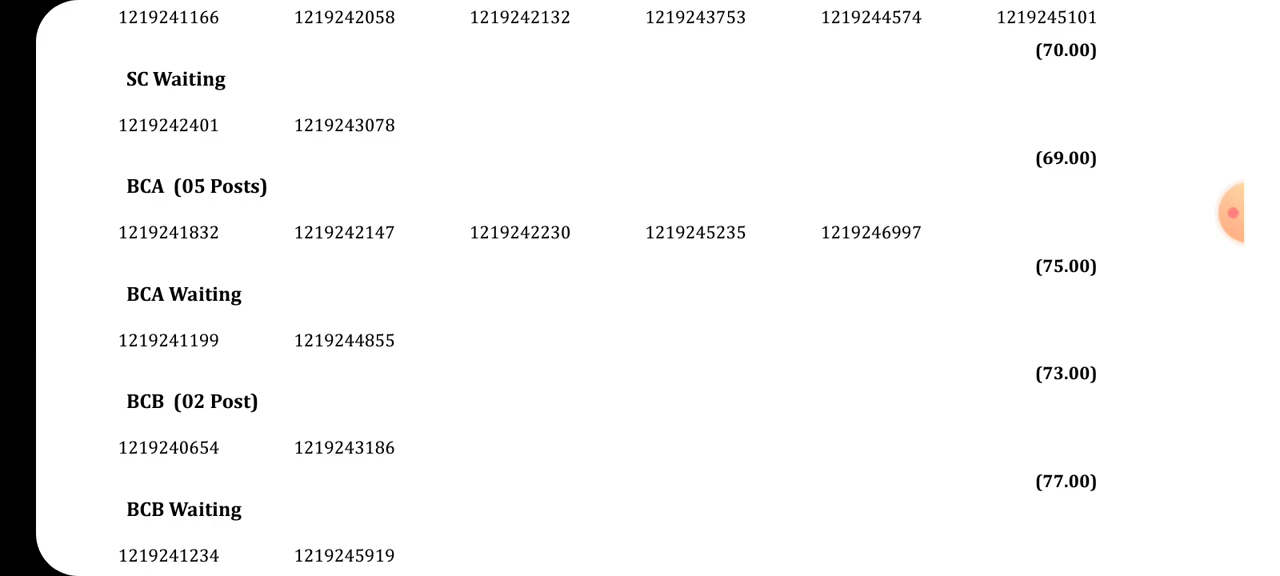 1219241166 1219242058 1219242132 1219243753 1219244574 1219245101
(70.00)
SC Waiting
1219242401 1219243078
(69.00)
BCA (05 Posts)
1219241832 1219242147 1219242230 1219245235 1219246997
(75.00)
BCA Waiting
1219241199 1219244855
(73.00)
BCB (02 Post)
1219240654 1219243186
(77.00)
BCB Waiting
1219241234 1219245919